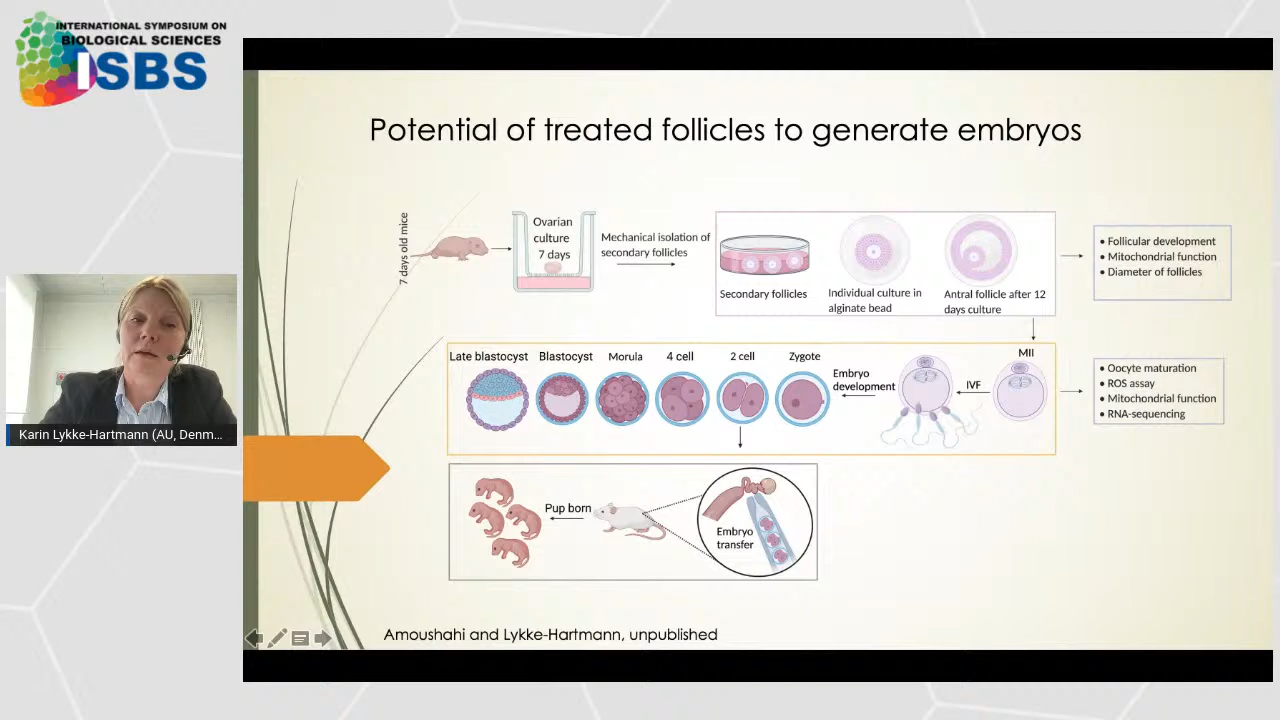 INTERNATIONAL SYMPOSIUM ON
BIOLOGICAL SCIENCES
ISBS
Potential of treated follicles to generate embryos
7 days old mice
Ovarian
culture
7 days
Mechanical isolation of
secondary follicles
Secondary follicles
Individual culture in
alginate bead
Antral follicle after 12
days culture
• Follicular development
• Mitochondrial function
• Diameter of follicles
Late blastocyst
Blastocyst
Morula
4 cell
2 cell
Zygote
Embryo
development
IVF
MII
• Oocyte maturation
• ROS assay
• Mitochondrial function
• RNA-sequencing
Pup born
Embryo
transfer
Karin Lykke-Hartmann (AU, Denm...
Amoushahi and Lykke-Hartmann, unpublished